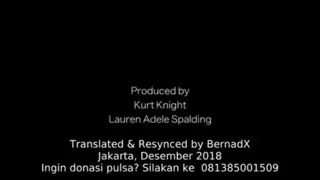 Produced by
Kurt Knight
Lauren Adele Spalding
Translated & Resynced by BernadX
Jakarta, Desember 2018
Ingin donasi pulsa? Silakan ke  081385001509